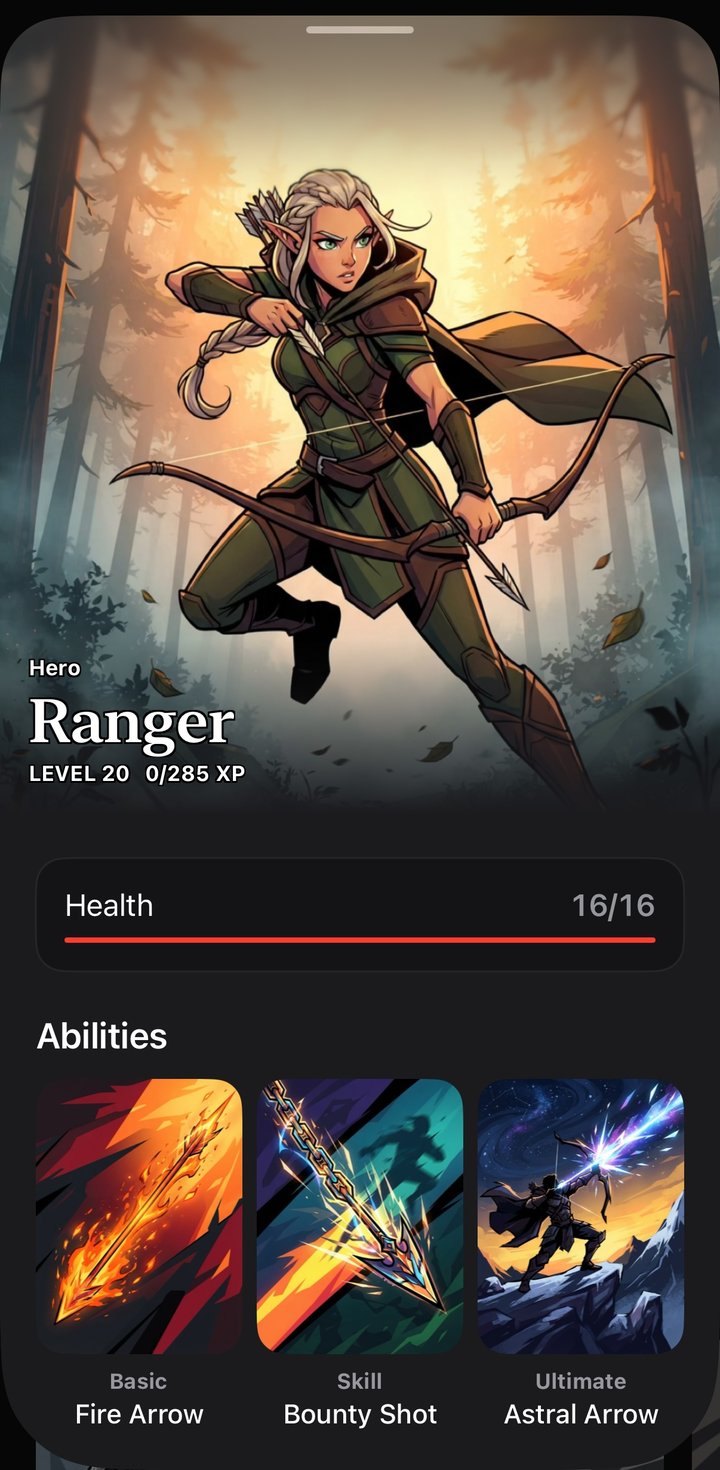 Hero
Ranger
LEVEL 20 0/285 XP
Health 16/16
Abilities
Basic Skill Ultimate
Fire Arrow Bounty Shot Astral Arrow